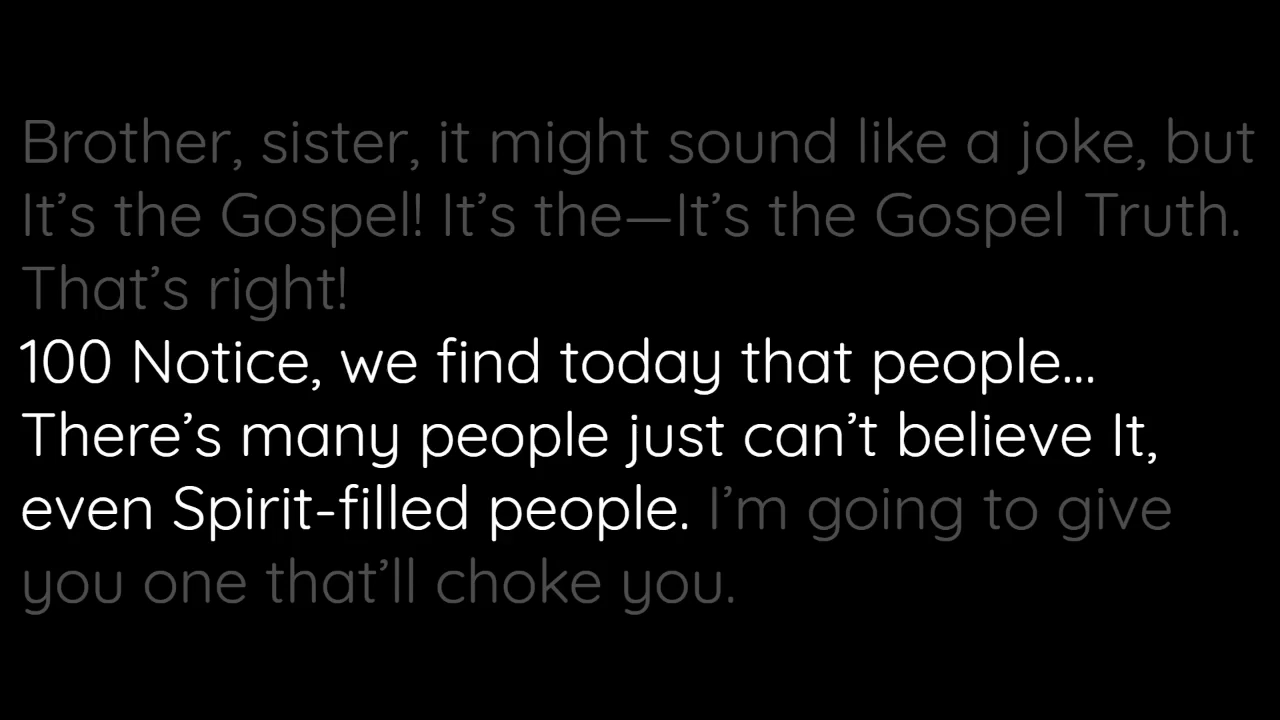 Brother, sister, it might sound like a joke, but
It’s the Gospel! It’s the—It’s the Gospel Truth.
That’s right!
100 Notice, we find today that people...
There’s many people just can’t believe It,
even Spirit-filled people. I’m going to give
you one that’ll choke you.